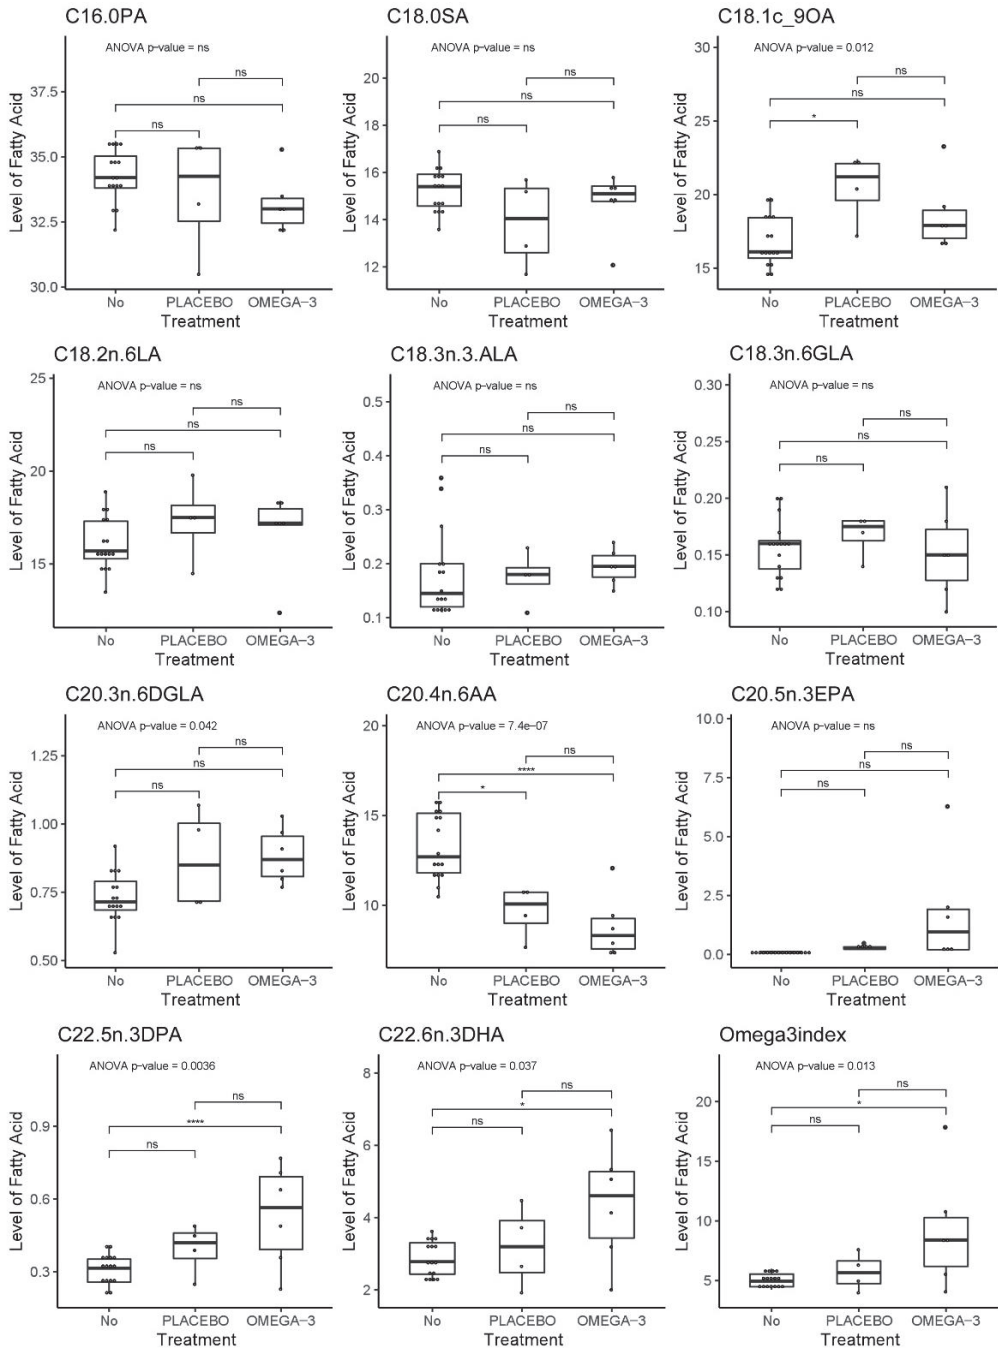 C16.0PA
ANOVA p−value = ns
Level of Fatty Acid
37.5
35.0
32.5
30.0
ns
ns
ns
No PLACEBO OMEGA−3
Treatment
C18.0SA
ANOVA p−value = ns
Level of Fatty Acid
20
18
16
14
12
ns
ns
ns
No PLACEBO OMEGA−3
Treatment
C18.1c_9OA
ANOVA p−value = 0.012
Level of Fatty Acid
30
25
20
15
ns
ns
*
No PLACEBO OMEGA−3
Treatment
C18.2n.6LA
ANOVA p−value = ns
Level of Fatty Acid
25
20
15
ns
ns
ns
No PLACEBO OMEGA−3
Treatment
C18.3n.3.ALA
ANOVA p−value = ns
Level of Fatty Acid
0.5
0.4
0.3
0.2
0.1
ns
ns
ns
No PLACEBO OMEGA−3
Treatment
C18.3n.6GLA
ANOVA p−value = ns
Level of Fatty Acid
0.30
0.25
0.20
0.15
0.10
ns
ns
ns
No PLACEBO OMEGA−3
Treatment
C20.3n.6DGLA
ANOVA p−value = 0.042
Level of Fatty Acid
1.25
1.00
0.75
0.50
ns
ns
ns
No PLACEBO OMEGA−3
Treatment
C20.4n.6AA
ANOVA p−value = 7.4e−07
Level of Fatty Acid
20
15
10
ns
****
*
No PLACEBO OMEGA−3
Treatment
C20.5n.3EPA
ANOVA p−value = ns
Level of Fatty Acid
10.0
7.5
5.0
2.5
0.0
ns
ns
ns
No PLACEBO OMEGA−3
Treatment
C22.5n.3DPA
ANOVA p−value = 0.0036
Level of Fatty Acid
0.9
0.6
0.3
ns
****
ns
No PLACEBO OMEGA−3
Treatment
C22.6n.3DHA
ANOVA p−value = 0.037
Level of Fatty Acid
8
6
4
2
ns
*
ns
No PLACEBO OMEGA−3
Treatment
Omega3index
ANOVA p−value = 0.013
Level of Fatty Acid
20
15
10
5
ns
*
ns
No PLACEBO OMEGA−3
Treatment